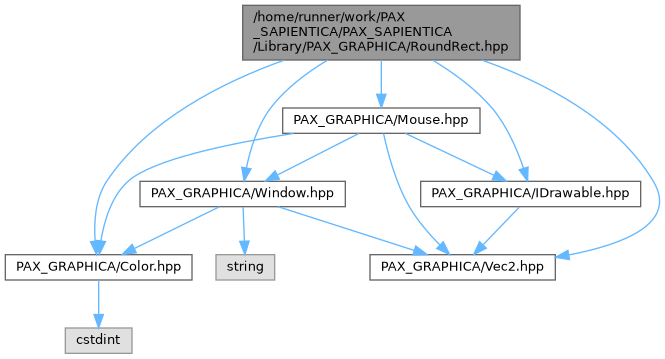 /home/runner/work/PAX
_SAPIENTICA/PAX_SAPIENTICA
/Library/PAX_GRAPHICA/RoundRect.hpp
PAX_GRAPHICA/Mouse.hpp
PAX_GRAPHICA/Window.hpp
PAX_GRAPHICA/IDrawable.hpp
PAX_GRAPHICA/Color.hpp
string
PAX_GRAPHICA/Vec2.hpp
cstdint